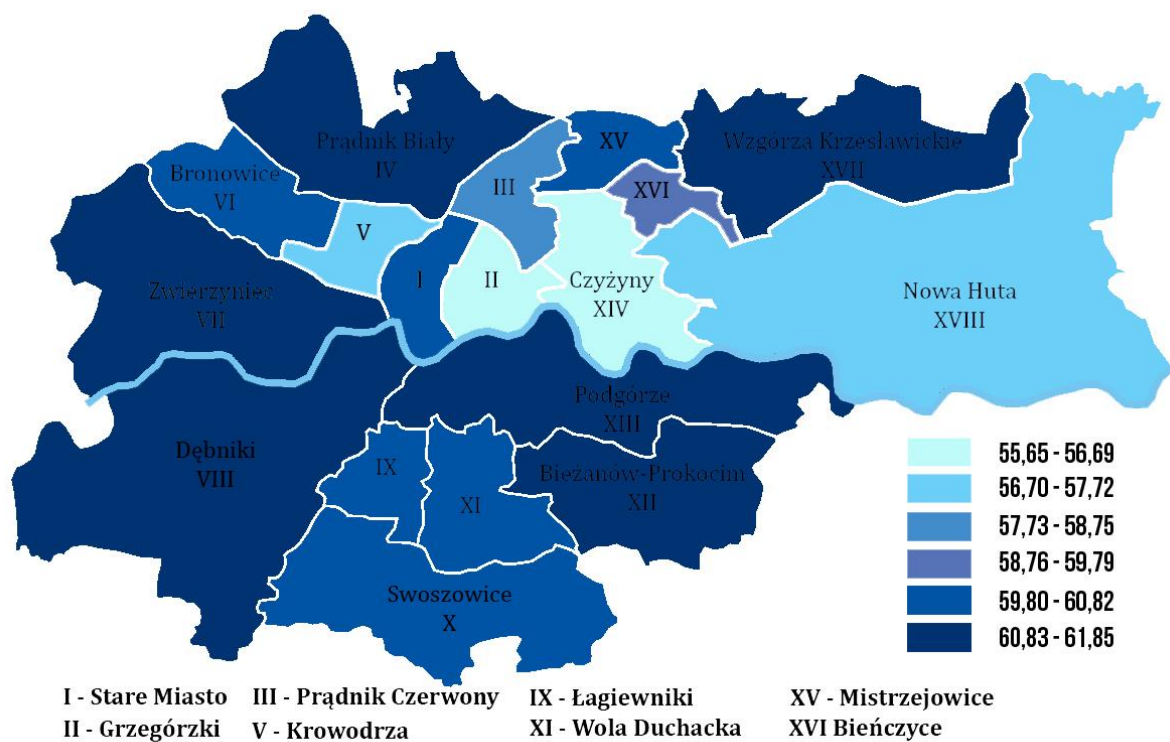 Prądnik Biały
IV
XV
Wzgórza Krzesławickie
XVII
Bronowice
VI
III
XVI
V
I
II
Czyżyny
XIV
Zwierzyniec
VII
Nowa Huta
XVIII
Podgórze
XIII
Dębniki
VIII
IX
XI
Bieżanów-Prokocim
XII
Swoszowice
X
55,65 - 56,69
56,70 - 57,72
57,73 - 58,75
58,76 - 59,79
59,80 - 60,82
60,83 - 61,85
I - Stare Miasto III - Prądnik Czerwony IX - Łagiewniki XV - Mistrzejowice
II - Grzegórzki V - Krowodrza XI - Wola Duchacka XVI Bieńczyce